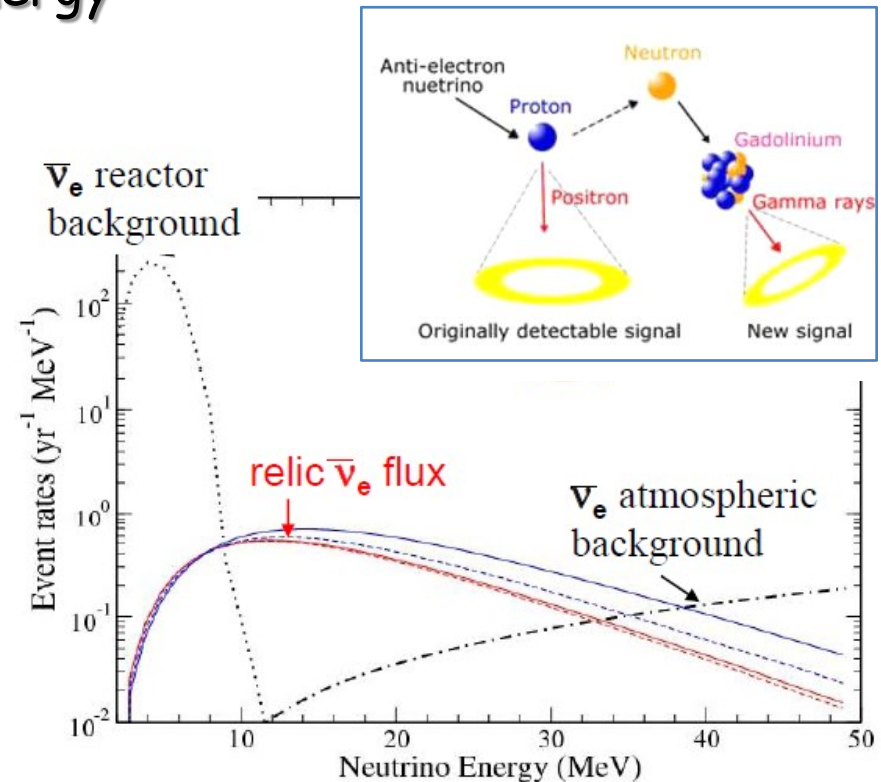 ergy
Anti-electron
nuetrino
Proton
Neutron
Gadolinium
Positron
Gamma rays
Originally detectable signal
New signal
ν̅e reactor
background
relic ν̅e flux
ν̅e atmospheric
background
Event rates (yr⁻¹ MeV⁻¹)
10²
10¹
10⁰
10⁻¹
10⁻²
10 20 30 40 50
Neutrino Energy (MeV)